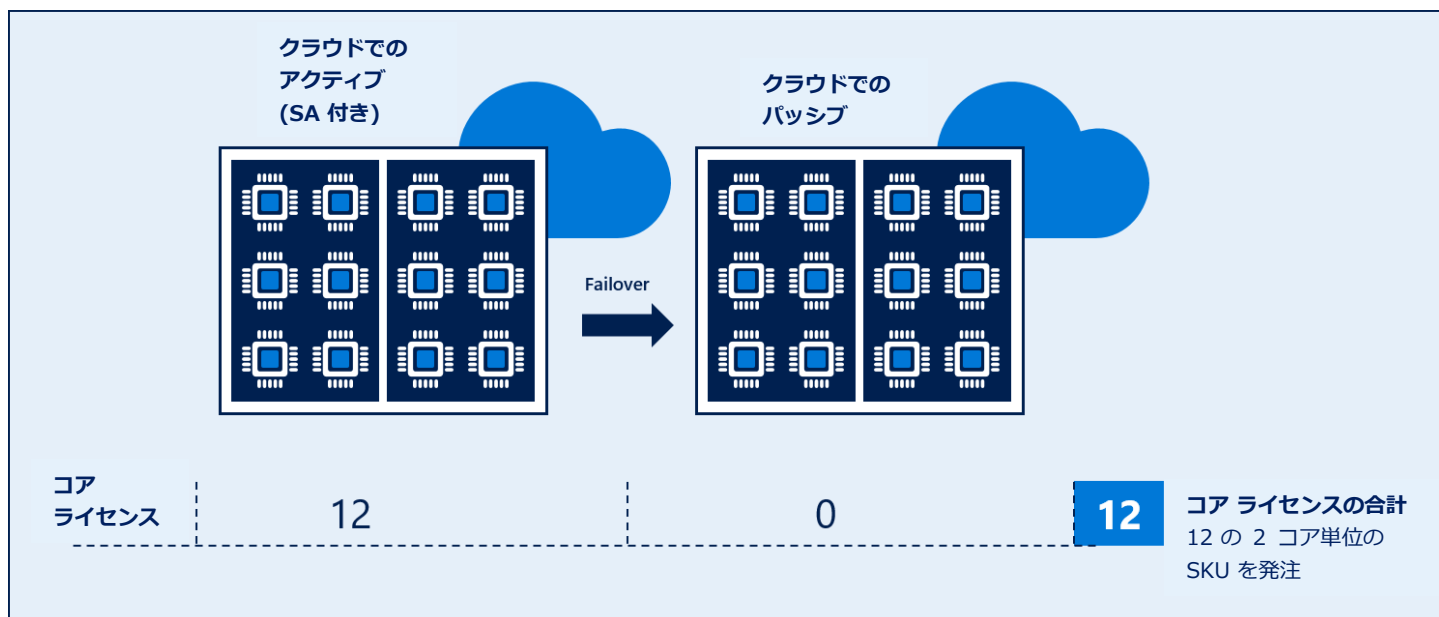 クラウドでの
アクティブ
(SA 付き)
クラウドでの
パッシブ
Failover
コア
ライセンス
12
0
12
コア ライセンスの合計
12 の 2 コア単位の
SKU を発注